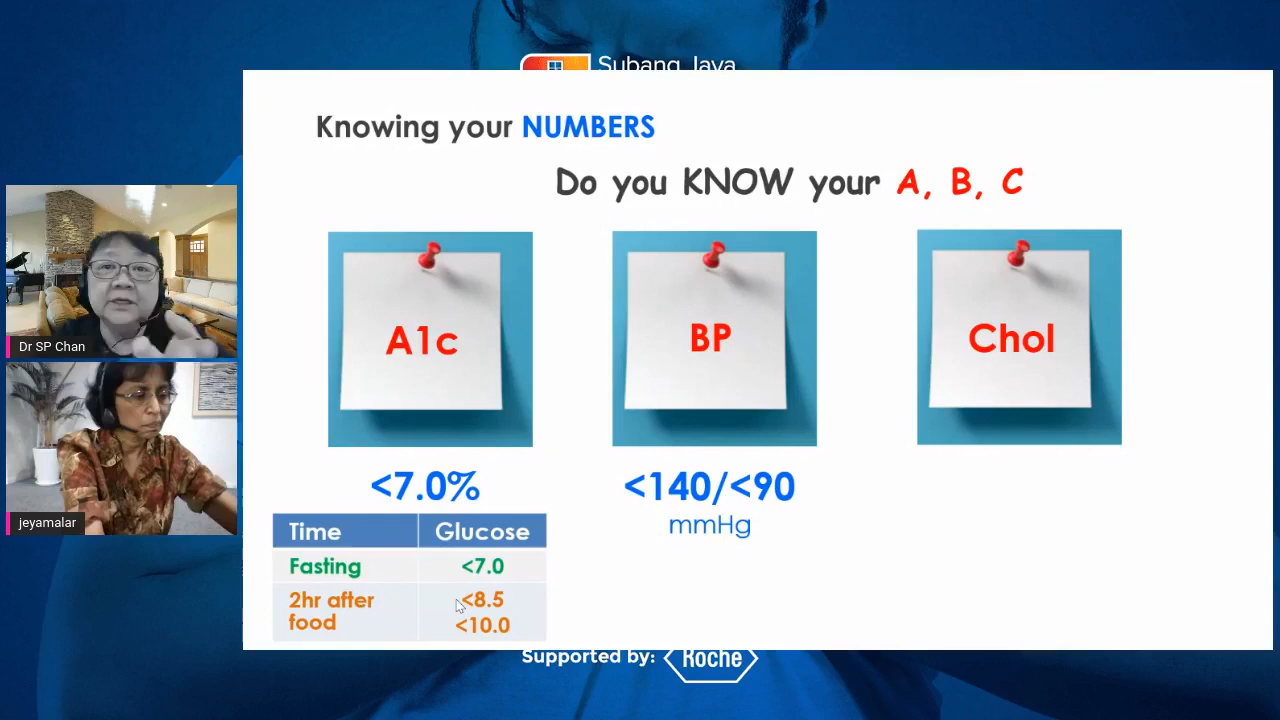 Subang Java
Knowing your NUMBERS
Do you KNOW your A, B, C
A1c
BP
Chol
<7.0%
<140/<90
mmHg
Time Glucose
Fasting <7.0
2hr after food <8.5
<10.0
Dr SP Chan
jeyamalar
Supported by: Roche